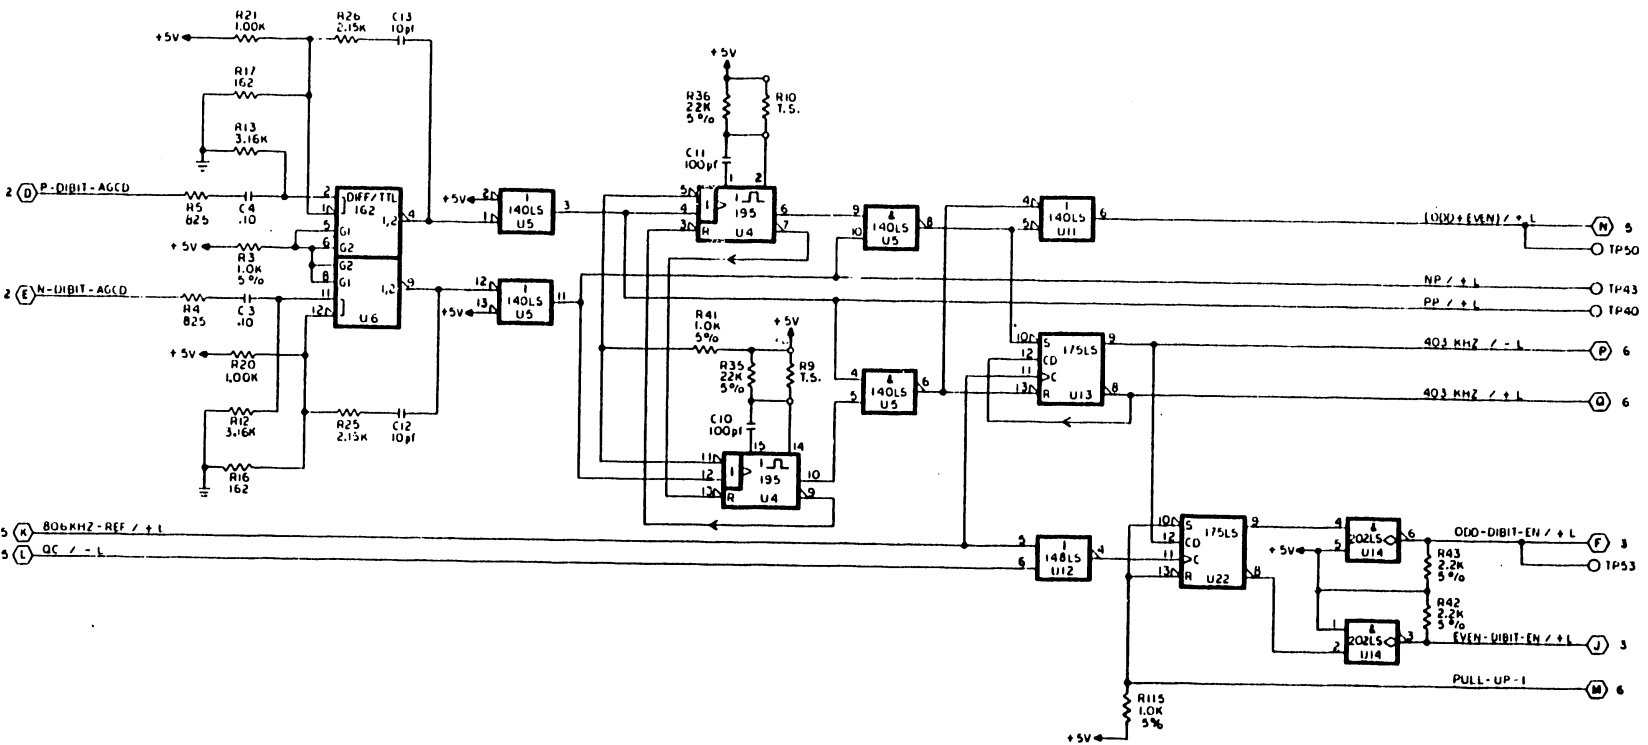 R21
1.00K
R26
2.15K
C13
10pf
+5V
R17
162
R13
3.16K
2 D P-DIBIT-AGCD
R5
825
C4
.10
+5V
R3
1.0K
5%
2 E N-DIBIT-AGCD
R4
825
C3
.10
+5V
R20
1.00K
R12
3.16K
R25
2.15K
C12
10pf
R16
162
2
1
5
6
8
11
12
DIFF/TTL
162
]
G1
G2
G2
G1
]
1,2
4
1,2
9
U6
+5V
2
1
1
140LS
U5
3
12
13
+5V
1
140LS
U5
11
+5V
R36
22K
5%
R10
T.S.
C11
100pf
1
2
5
4
3
1
R
1
195
U4
6
7
R41
1.0K
5%
+5V
R35
22K
5%
R9
T.S.
C10
100pf
15
14
11
12
13
1
R
1
195
U4
10
9
9
10
&
140LS
U5
8
4
5
&
140LS
U5
6
4
5
1
140LS
U11
6
(ODD+EVEN) / + L
N 5
TP50
NP / + L
TP43
PP / + L
TP40
10
12
11
13
S
CD
C
R
175LS
U13
9
8
403 KHZ / - L
P 6
403 KHZ / + L
Q 6
5 K 806KHZ-REF / + L
5 L QC / - L
5
6
1
148LS
U12
4
10
12
11
13
S
CD
C
R
175LS
U22
9
8
4
5
+5V
&
202LS
U14
6
ODD-DIBIT-EN / + L
F 3
TP53
R43
2.2K
5%
R42
2.2K
5%
1
2
&
202LS
U14
3
EVEN-DIBIT-EN / + L
J 3
PULL-UP-1
M 6
R115
1.0K
5%
+5V